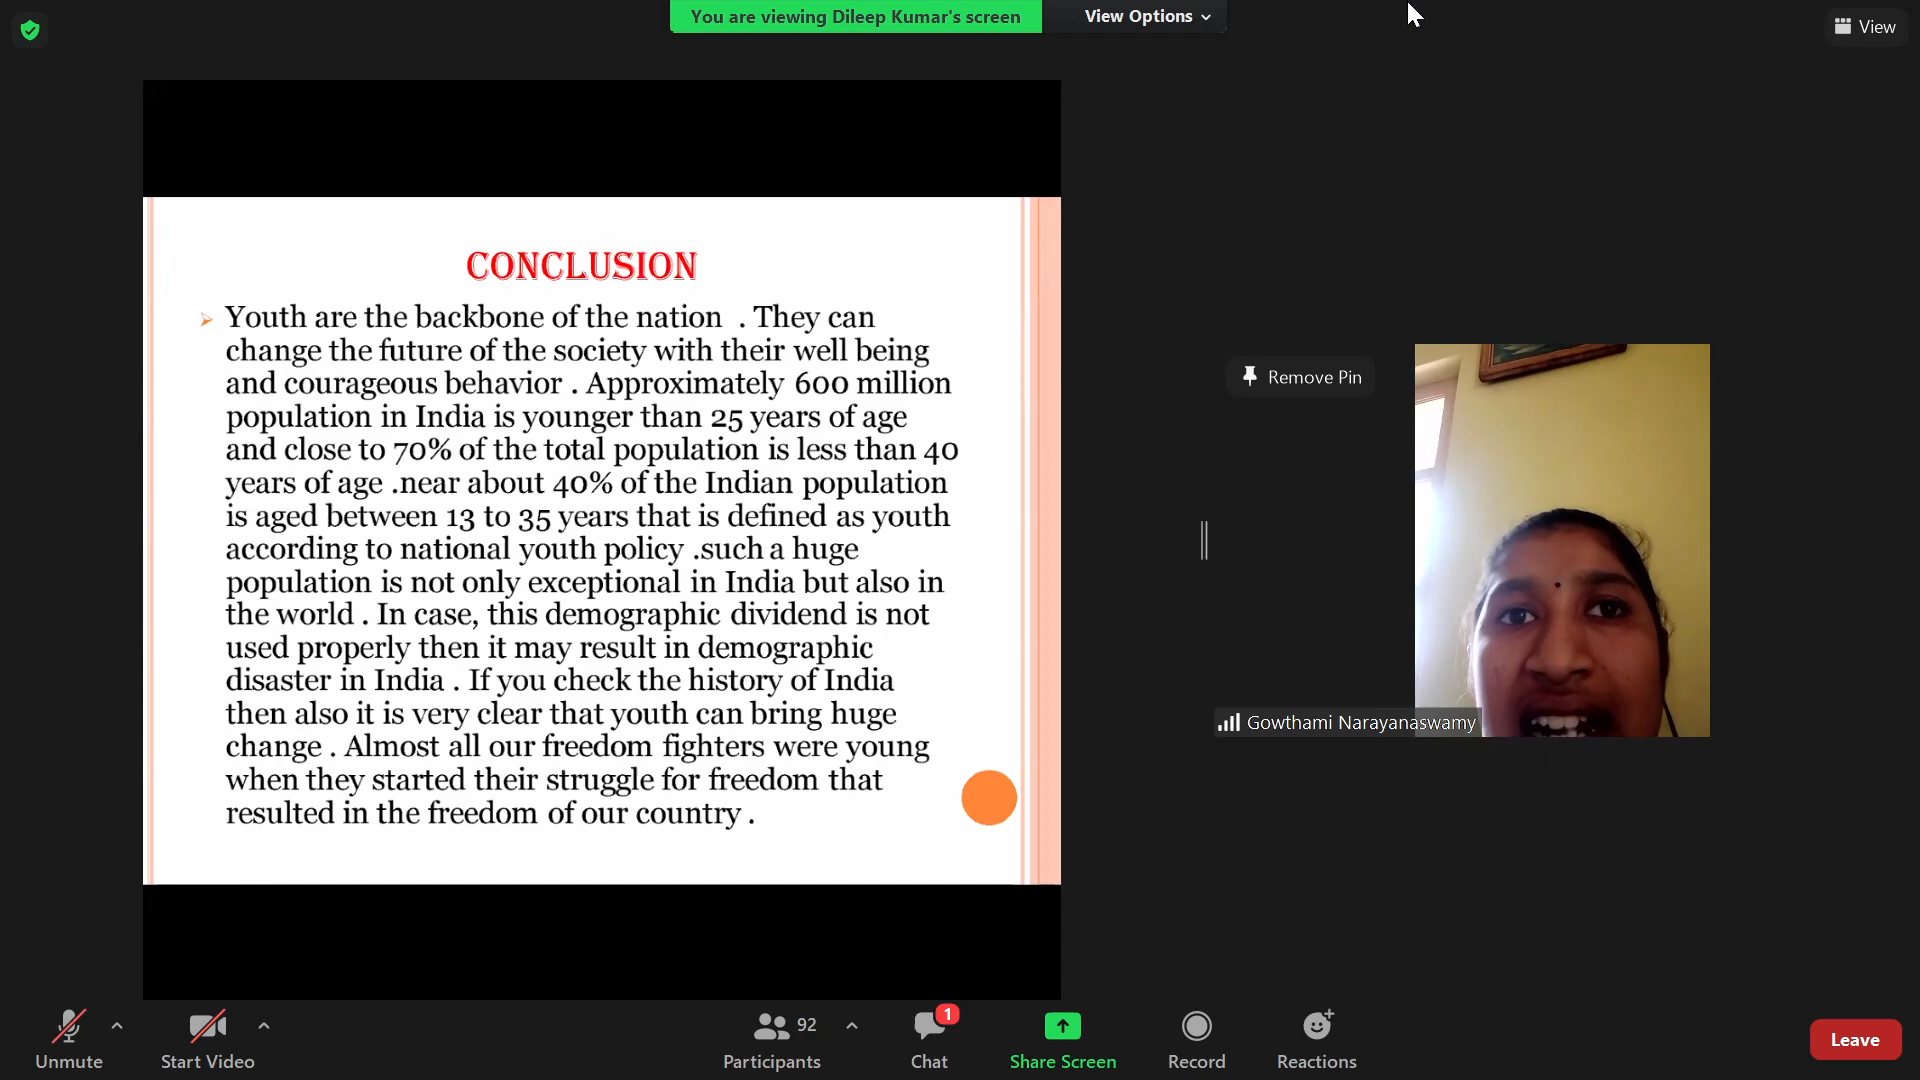 You are viewing Dileep Kumar's screen
View Options
View
CONCLUSION
Youth are the backbone of the nation . They can
change the future of the society with their well being
and courageous behavior . Approximately 600 million
population in India is younger than 25 years of age
and close to 70% of the total population is less than 40
years of age .near about 40% of the Indian population
is aged between 13 to 35 years that is defined as youth
according to national youth policy .such a huge
population is not only exceptional in India but also in
the world . In case, this demographic dividend is not
used properly then it may result in demographic
disaster in India . If you check the history of India
then also it is very clear that youth can bring huge
change . Almost all our freedom fighters were young
when they started their struggle for freedom that
resulted in the freedom of our country .
Remove Pin
Gowthami Narayanaswamy
Unmute
Start Video
92
Participants
1
Chat
Share Screen
Record
Reactions
Leave